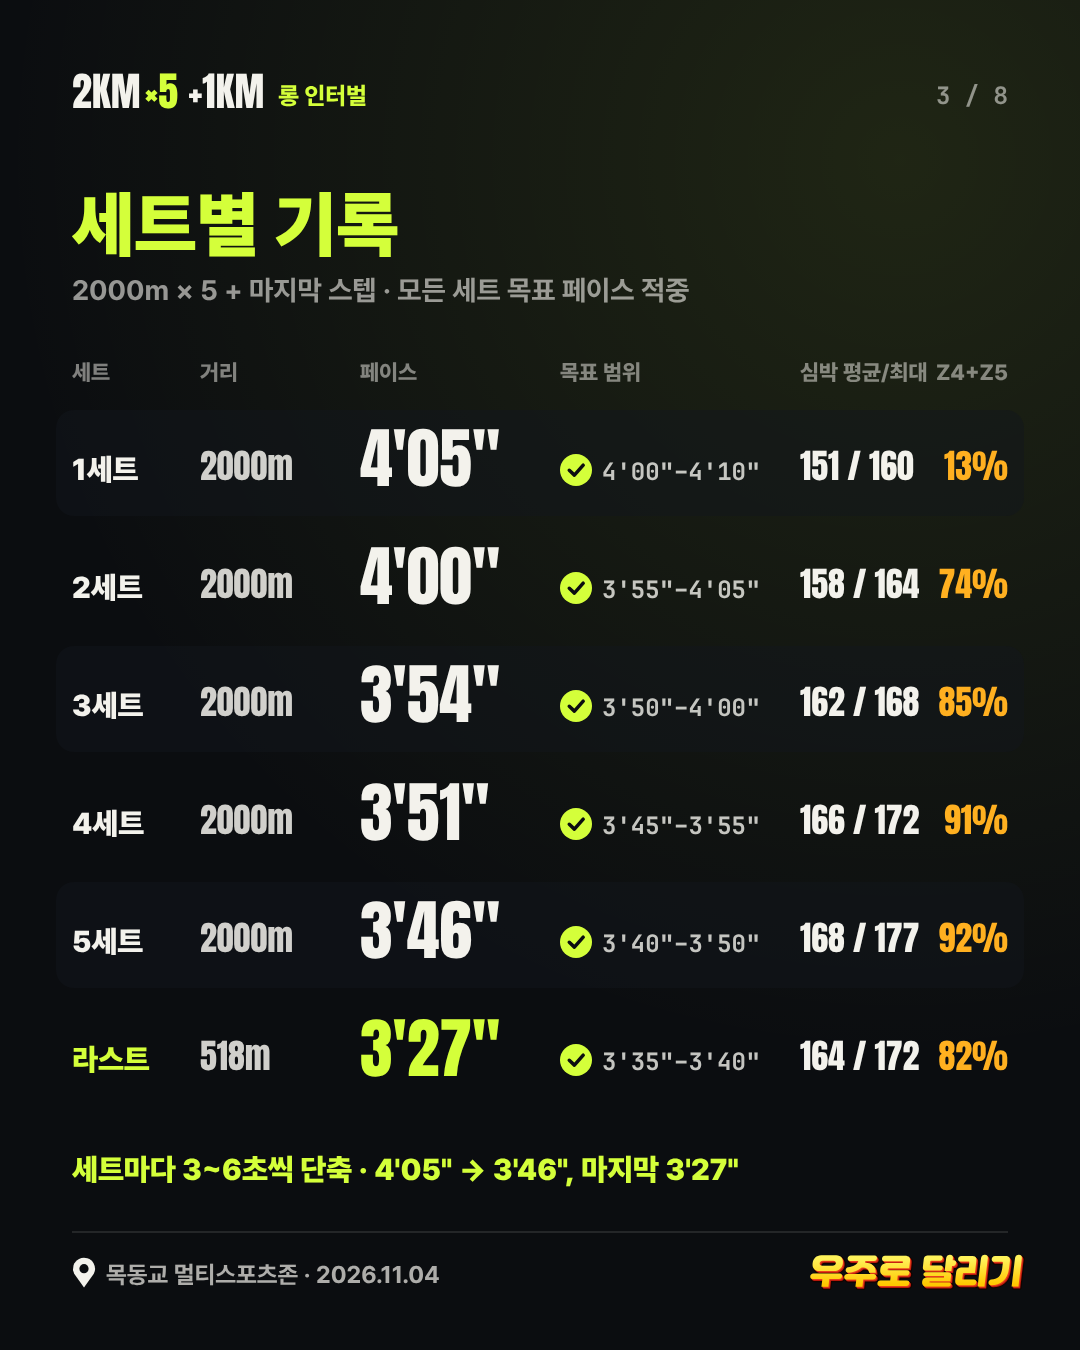 2KM×5 +1KM 롱 인터벌 3 / 8
세트별 기록
2000m × 5 + 마지막 스텝 · 모든 세트 목표 페이스 적중
세트 거리 페이스 목표 범위 심박 평균/최대 Z4+Z5
1세트 2000m 4'05" 4'00"–4'10" 151 / 160 13%
2세트 2000m 4'00" 3'55"–4'05" 158 / 164 74%
3세트 2000m 3'54" 3'50"–4'00" 162 / 168 85%
4세트 2000m 3'51" 3'45"–3'55" 166 / 172 91%
5세트 2000m 3'46" 3'40"–3'50" 168 / 177 92%
라스트 518m 3'27" 3'35"–3'40" 164 / 172 82%
세트마다 3~6초씩 단축 · 4'05" → 3'46", 마지막 3'27"
목동교 멀티스포츠존 · 2026.11.04 우주로 달리기